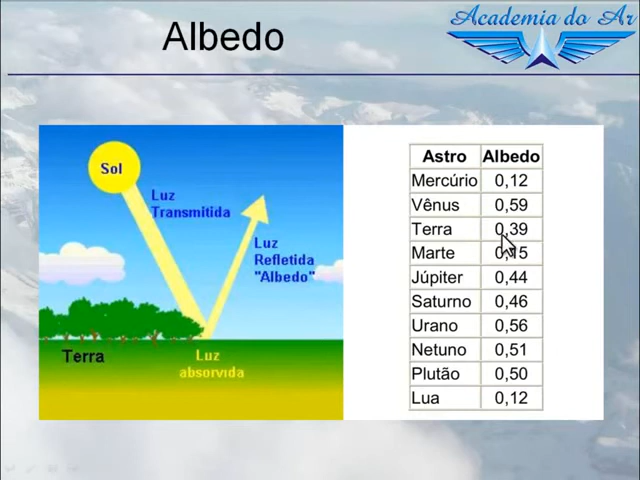 Albedo
Academia do Ar
Sol
Luz
Transmitida
Luz
Refletida
"Albedo"
Terra
Luz
absorvida
Astro Albedo
Mercúrio 0,12
Vênus 0,59
Terra 0,39
Marte 0,15
Júpiter 0,44
Saturno 0,46
Urano 0,56
Netuno 0,51
Plutão 0,50
Lua 0,12